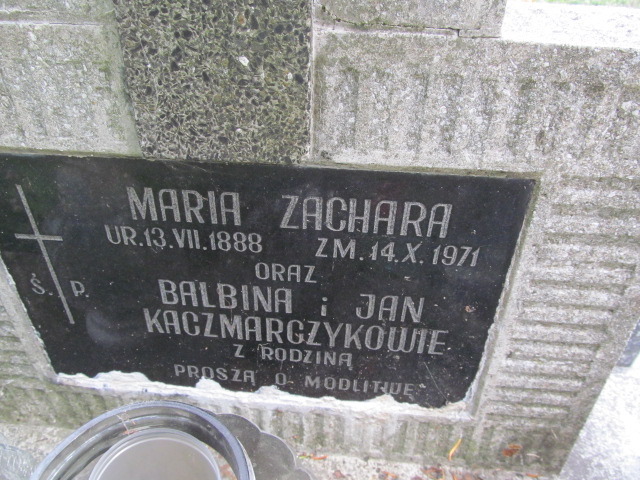 MARIA ZACHARA
UR.13.VII.1888 ZM.14.X.1971
Ś. P.
ORAZ
BALBINA i JAN
KACZMARCZYKOWIE
Z RODZINĄ
PROSZĄ O MODLITWĘ